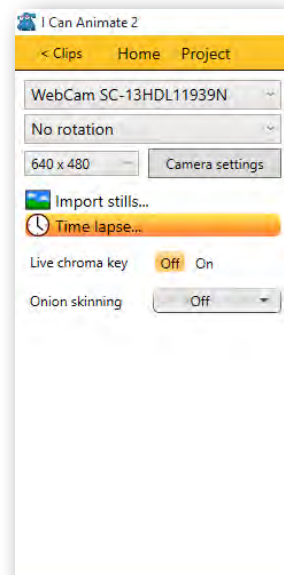 I Can Animate 2
< Clips Home Project
WebCam SC-13HDL11939N
No rotation
640 x 480 Camera settings
Import stills...
Time lapse...
Live chroma key Off On
Onion skinning Off